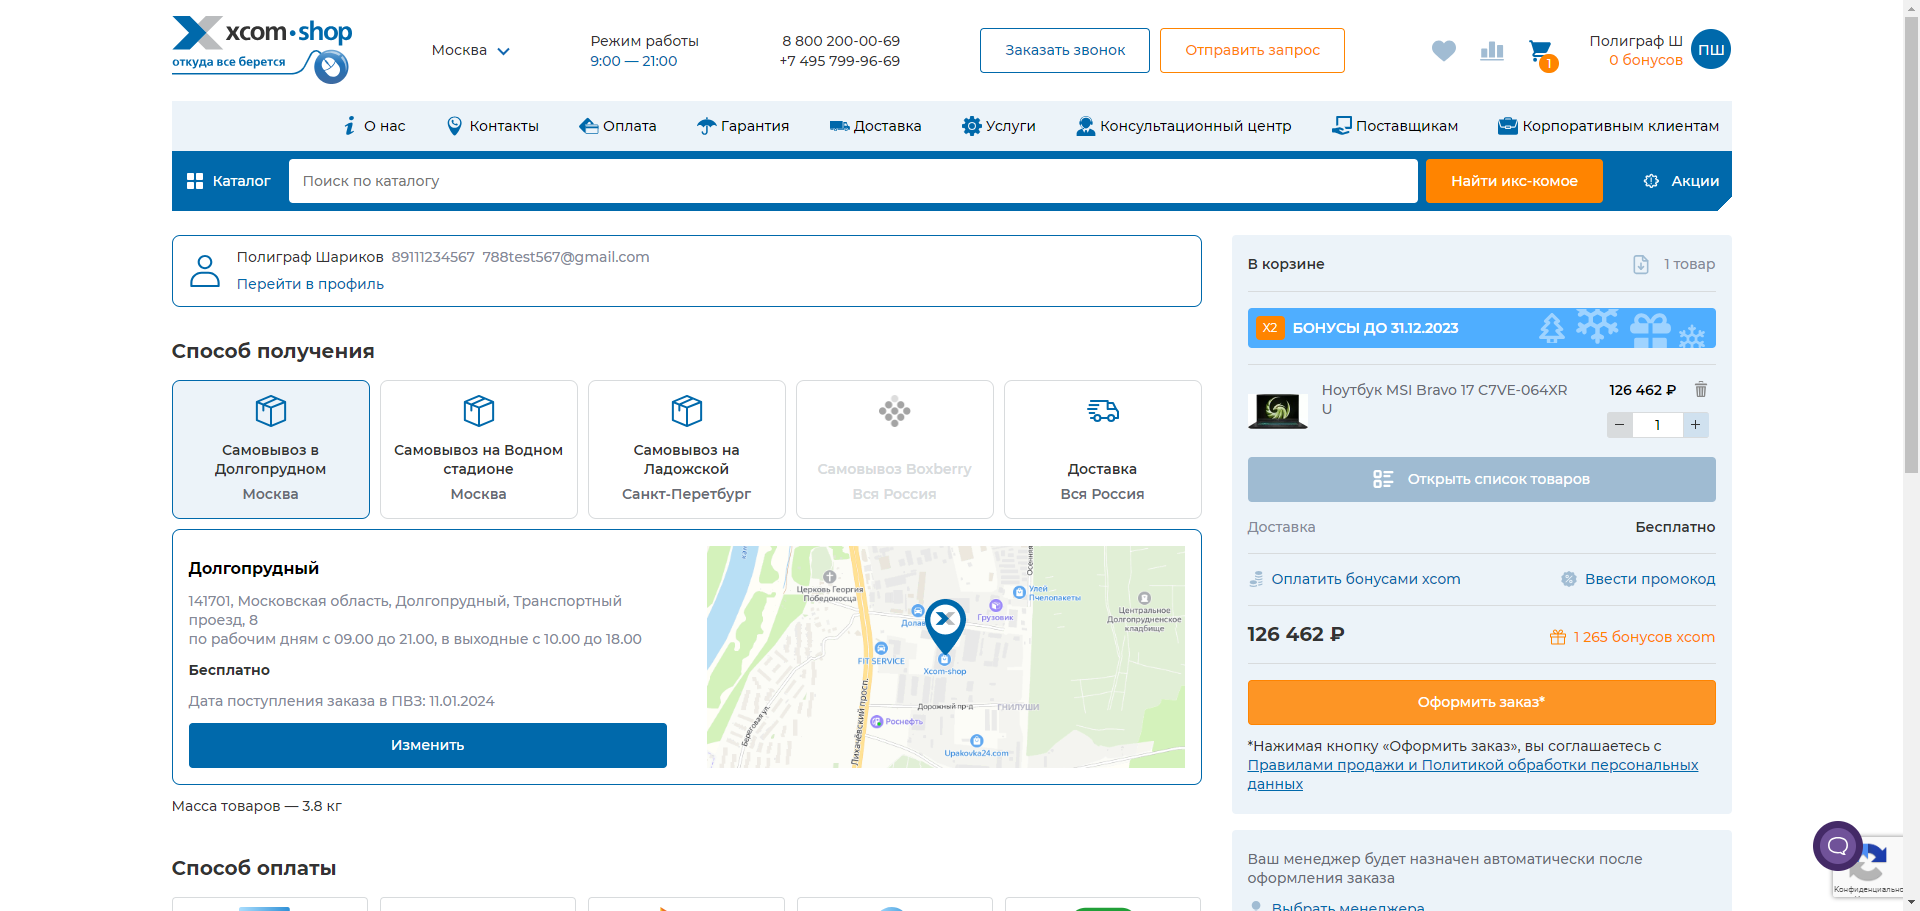 xcom·shop
откуда все берется
Москва
Режим работы
9:00 — 21:00
8 800 200-00-69
+7 495 799-96-69
Заказать звонок
Отправить запрос
1
Полиграф Ш
0 бонусов
ПШ
О нас
Контакты
Оплата
Гарантия
Доставка
Услуги
Консультационный центр
Поставщикам
Корпоративным клиентам
Каталог
Поиск по каталогу
Найти икс-комое
Акции
Полиграф Шариков 89111234567 788test567@gmail.com
Перейти в профиль
Способ получения
Самовывоз в
Долгопрудном
Москва
Самовывоз на Водном
стадионе
Москва
Самовывоз на
Ладожской
Санкт-Перетбург
Самовывоз Boxberry
Вся Россия
Доставка
Вся Россия
Долгопрудный
141701, Московская область, Долгопрудный, Транспортный
проезд, 8
по рабочим дням с 09.00 до 21.00, в выходные с 10.00 до 18.00
Бесплатно
Дата поступления заказа в ПВЗ: 11.01.2024
Изменить
Осенняя
Церковь Георгия
Победоносца
Улей
Пчелопакеты
Грузовик
Центральное
Долгопрудненское
кладбище
FIT SERVICE
Xcom-shop
Лихачёвский просп.
Береговая ул.
Дорожный пр-д
ГНИЛУШИ
Роснефть
Upakovka24.com
Масса товаров — 3.8 кг
Способ оплаты
В корзине
1 товар
X2
БОНУСЫ ДО 31.12.2023
Ноутбук MSI Bravo 17 C7VE-064XR
U
126 462 ₽
− 1 +
Открыть список товаров
Доставка
Бесплатно
Оплатить бонусами xcom
Ввести промокод
126 462 ₽
1 265 бонусов xcom
Оформить заказ*
*Нажимая кнопку «Оформить заказ», вы соглашаетесь с
Правилами продажи и Политикой обработки персональных
данных
Ваш менеджер будет назначен автоматически после
оформления заказа
Выбрать менеджера